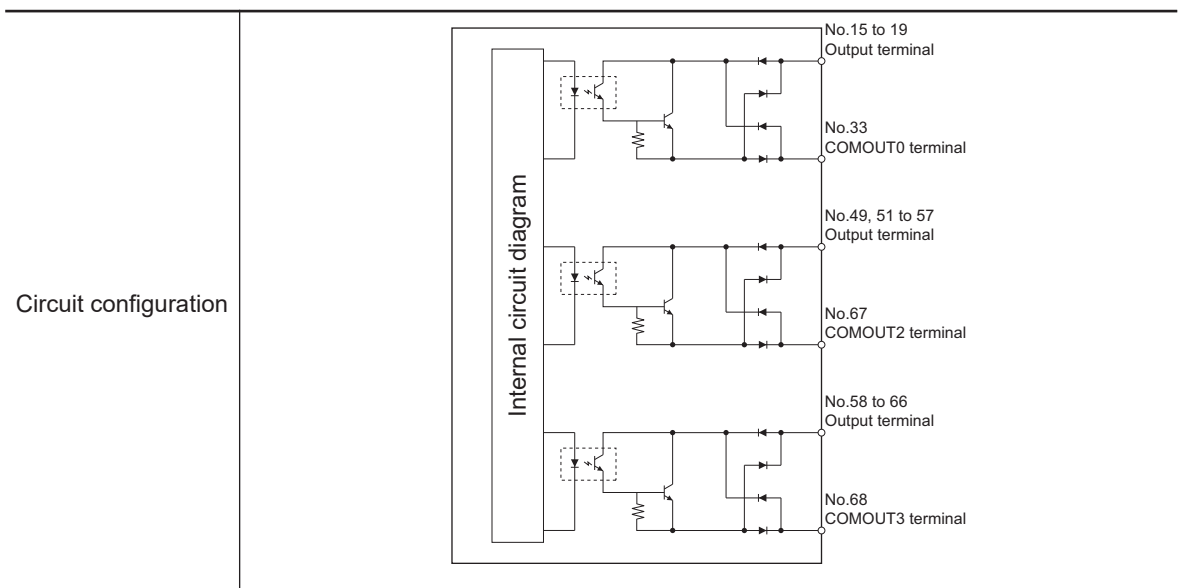 Circuit configuration
Internal circuit diagram
No.15 to 19
Output terminal
No.33
COMOUT0 terminal
No.49, 51 to 57
Output terminal
No.67
COMOUT2 terminal
No.58 to 66
Output terminal
No.68
COMOUT3 terminal